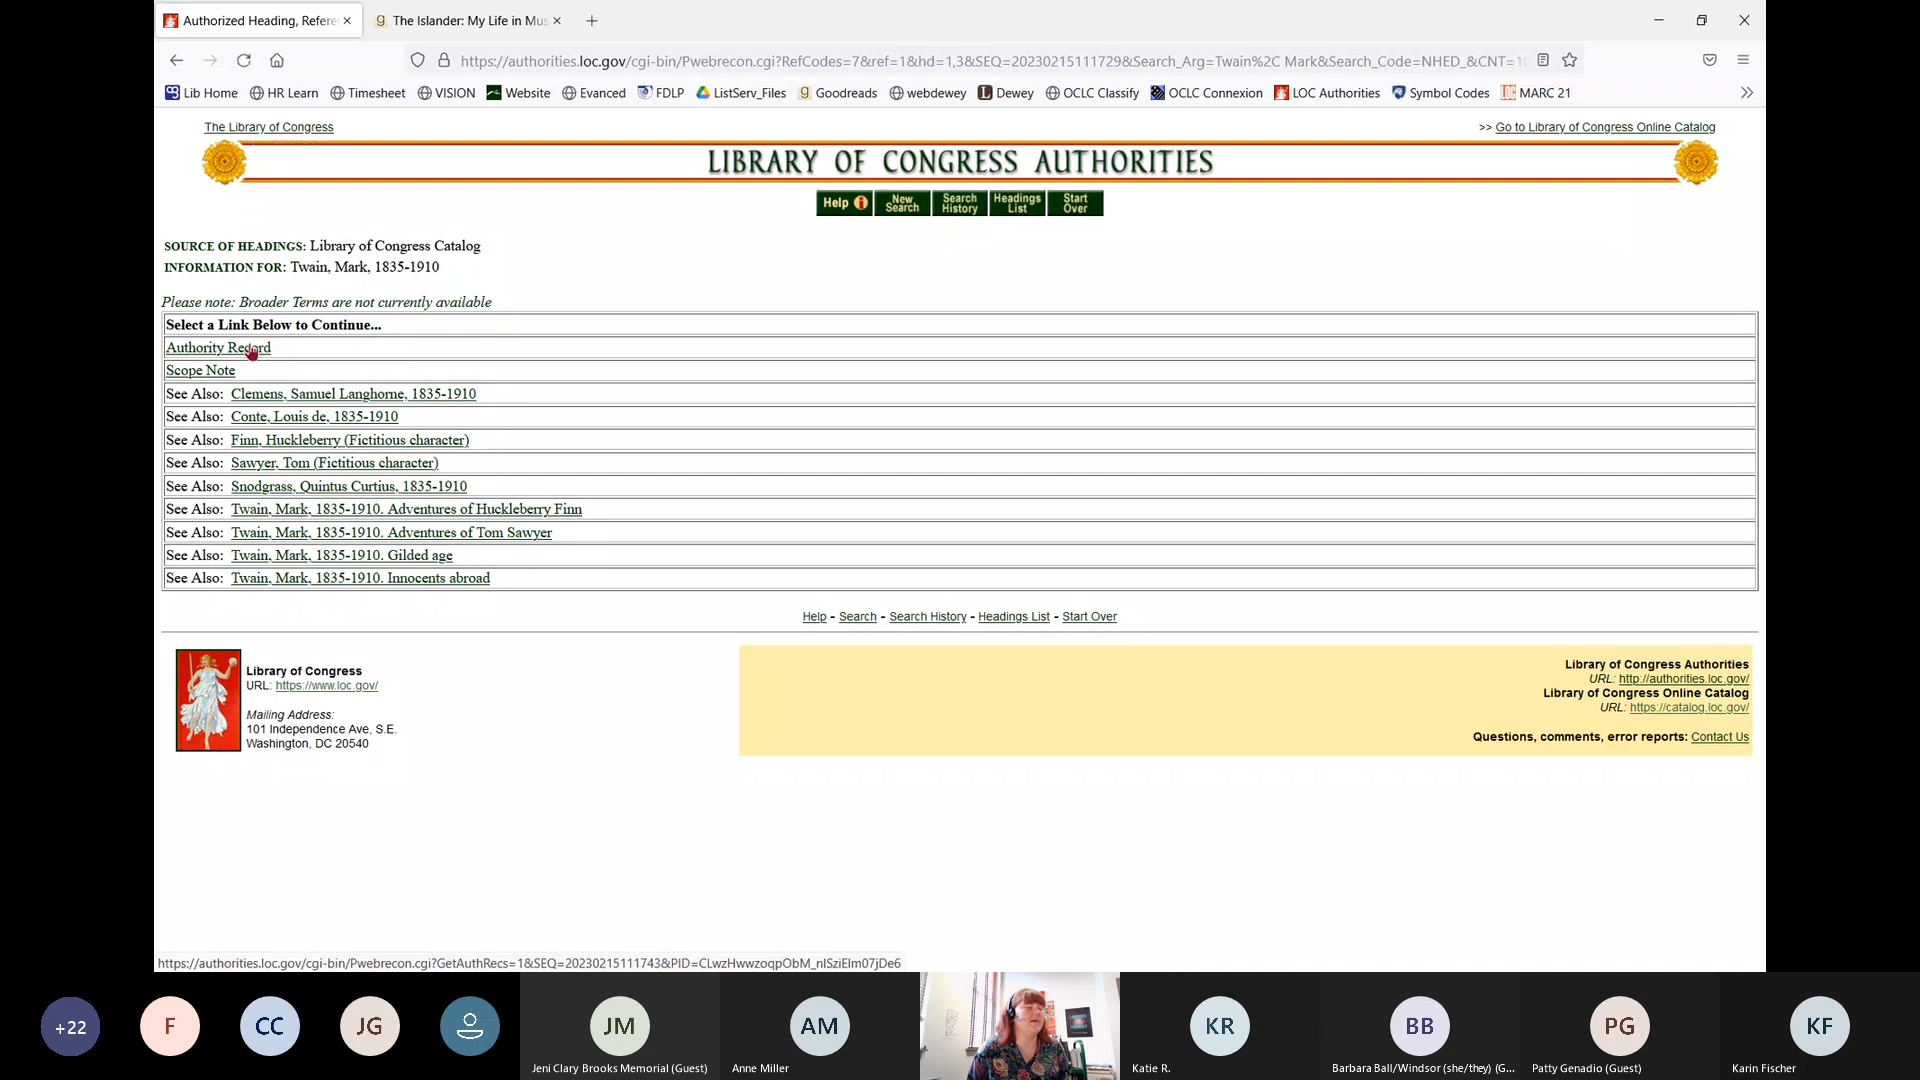 Authorized Heading, Refere
The Islander: My Life in Mus
https://authorities.loc.gov/cgi-bin/Pwebrecon.cgi?RefCodes=7&ref=1&hd=1,3&SEQ=20230215111729&Search_Arg=Twain%2C Mark&Search_Code=NHED_&CNT=1
Lib Home HR Learn Timesheet VISION Website Evanced FDLP ListServ_Files Goodreads webdewey Dewey OCLC Classify OCLC Connexion LOC Authorities Symbol Codes MARC 21
The Library of Congress
>> Go to Library of Congress Online Catalog
LIBRARY OF CONGRESS AUTHORITIES
Help New Search Search History Headings List Start Over
SOURCE OF HEADINGS: Library of Congress Catalog
INFORMATION FOR: Twain, Mark, 1835-1910
Please note: Broader Terms are not currently available
Select a Link Below to Continue...
Authority Record
Scope Note
See Also: Clemens, Samuel Langhorne, 1835-1910
See Also: Conte, Louis de, 1835-1910
See Also: Finn, Huckleberry (Fictitious character)
See Also: Sawyer, Tom (Fictitious character)
See Also: Snodgrass, Quintus Curtius, 1835-1910
See Also: Twain, Mark, 1835-1910. Adventures of Huckleberry Finn
See Also: Twain, Mark, 1835-1910. Adventures of Tom Sawyer
See Also: Twain, Mark, 1835-1910. Gilded age
See Also: Twain, Mark, 1835-1910. Innocents abroad
Help - Search - Search History - Headings List - Start Over
Library of Congress
URL: https://www.loc.gov/
Mailing Address:
101 Independence Ave, S.E.
Washington, DC 20540
Library of Congress Authorities
URL: http://authorities.loc.gov/
Library of Congress Online Catalog
URL: https://catalog.loc.gov/
Questions, comments, error reports: Contact Us
https://authorities.loc.gov/cgi-bin/Pwebrecon.cgi?GetAuthRecs=1&SEQ=20230215111743&PID=CLwzHwwzoqpObM_nlSziElm07jDe6
+22 F CC JG JM AM KR BB PG KF
Jeni Clary Brooks Memorial (Guest)
Anne Miller
Katie R.
Barbara Ball/Windsor (she/they) (G...
Patty Genadio (Guest)
Karin Fischer